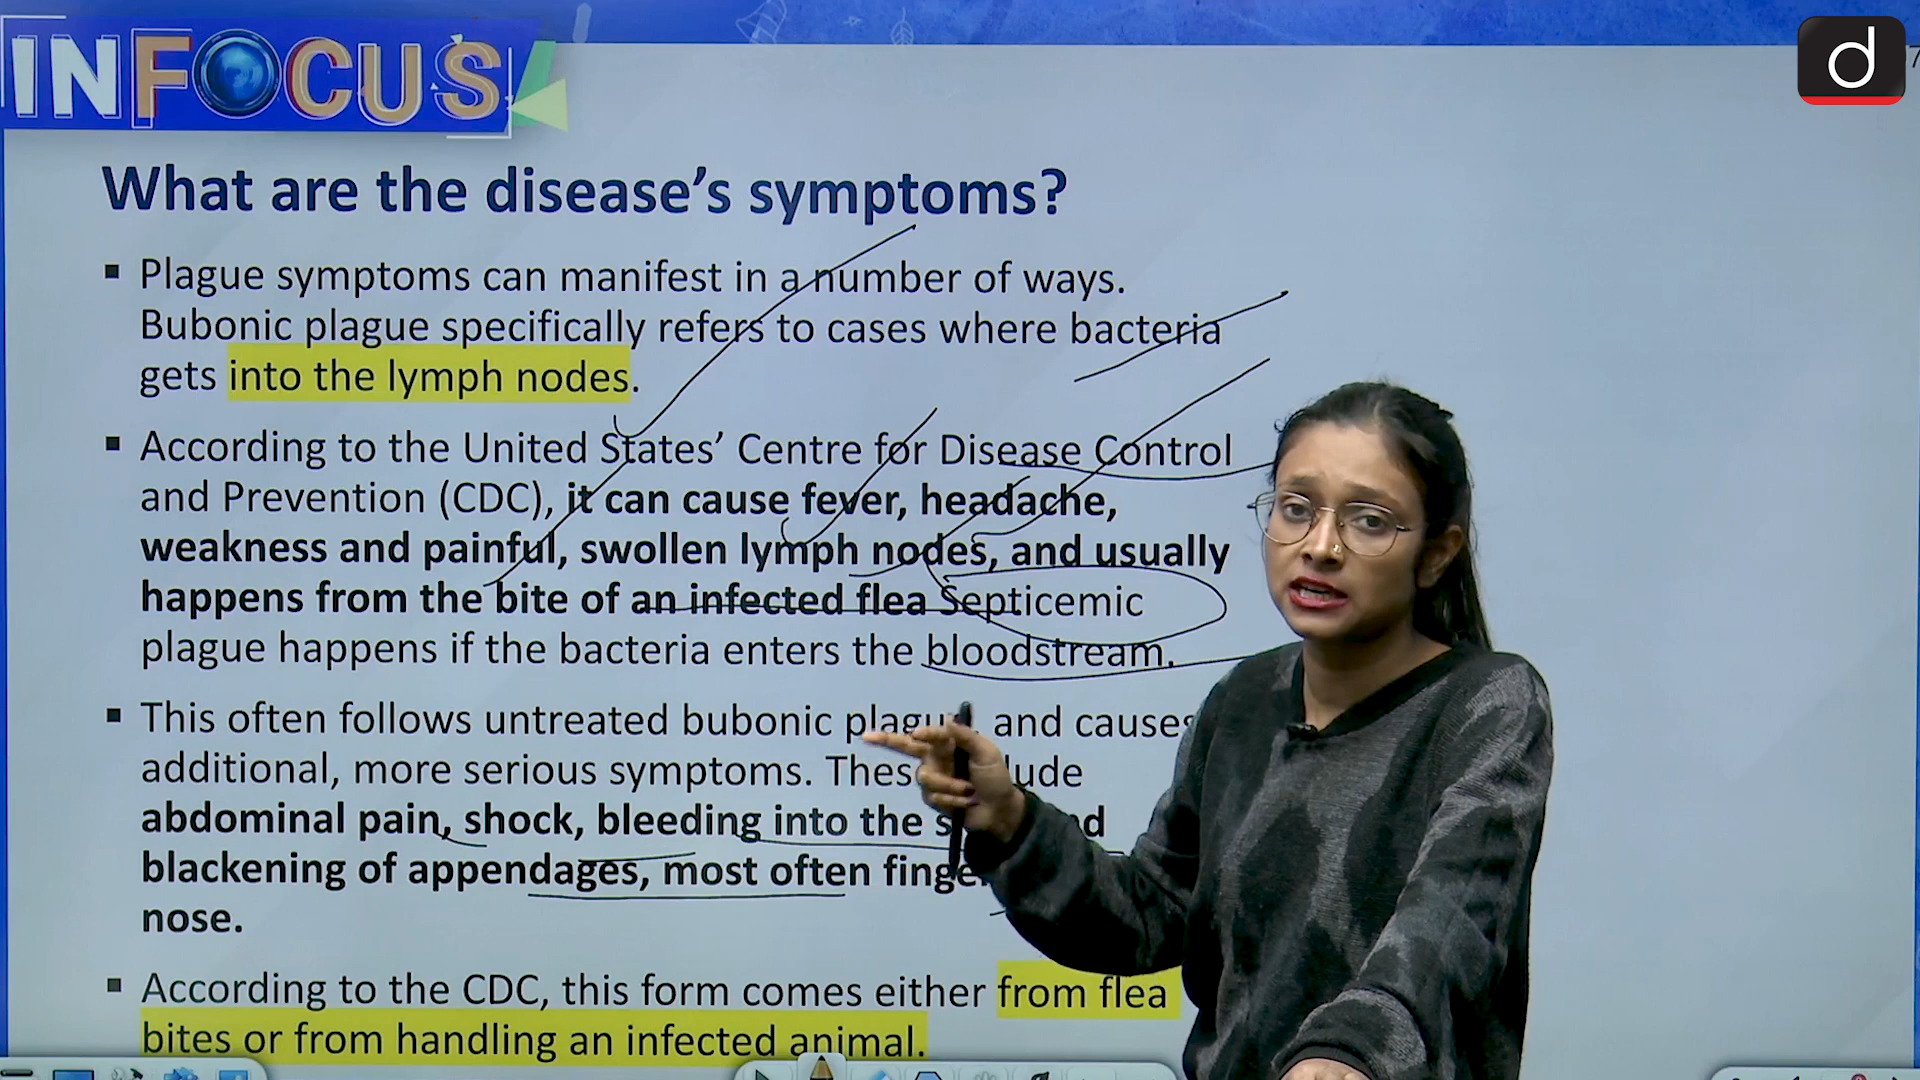 INFOCUS
d
7
What are the disease's symptoms?
Plague symptoms can manifest in a number of ways.
Bubonic plague specifically refers to cases where bacteria
gets into the lymph nodes.
According to the United States' Centre for Disease Control
and Prevention (CDC), it can cause fever, headache,
weakness and painful, swollen lymph nodes, and usually
happens from the bite of an infected flea Septicemic
plague happens if the bacteria enters the bloodstream.
This often follows untreated bubonic and causes
additional, more serious symptoms.
abdominal pain, shock, bleeding into the
blackening of appendages, most often
nose.
According to the CDC, this form comes either from flea
bites or from handling an infected animal.